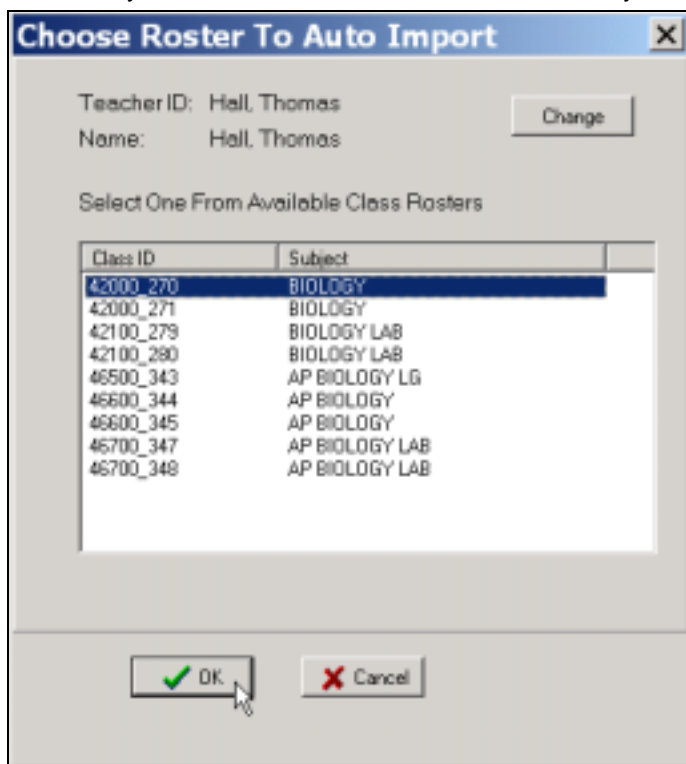 Choose Roster To Auto Import
Teacher ID: Hall, Thomas
Change
Name: Hall, Thomas
Select One From Available Class Rosters
Class ID Subject
42000_270 BIOLOGY
42000_271 BIOLOGY
42100_279 BIOLOGY LAB
42100_280 BIOLOGY LAB
46500_343 AP BIOLOGY LG
46600_344 AP BIOLOGY
46600_345 AP BIOLOGY
46700_347 AP BIOLOGY LAB
46700_348 AP BIOLOGY LAB
OK Cancel